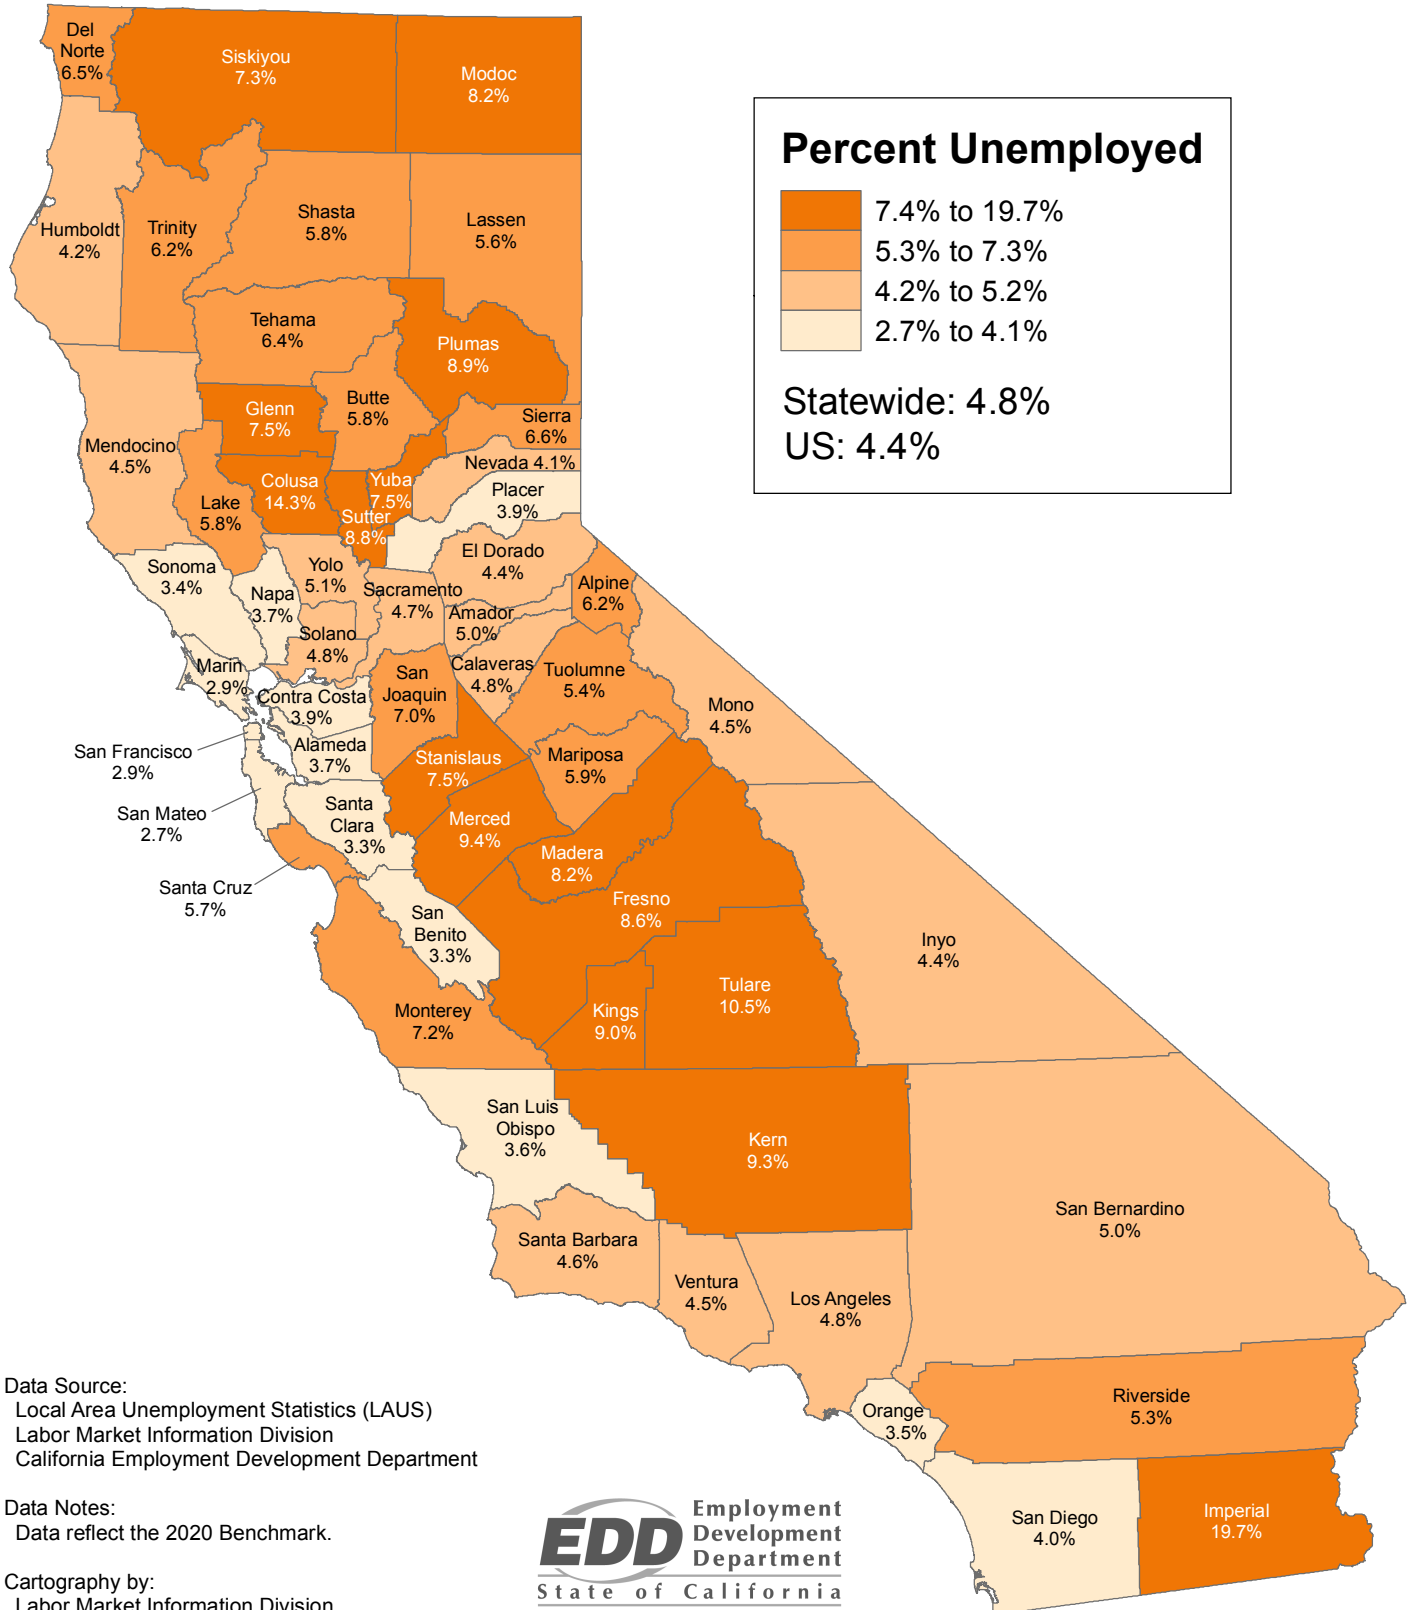 Del
Norte
6.5%
Siskiyou
7.3%
Modoc
8.2%
Percent Unemployed
7.4% to 19.7%
5.3% to 7.3%
4.2% to 5.2%
2.7% to 4.1%
Statewide: 4.8%
US: 4.4%
Humboldt
4.2%
Trinity
6.2%
Shasta
5.8%
Lassen
5.6%
Tehama
6.4%
Plumas
8.9%
Glenn
7.5%
Butte
5.8%
Sierra
6.6%
Mendocino
4.5%
Nevada 4.1%
Lake
5.8%
Colusa
14.3%
Yuba
7.5%
Sutter
8.8%
Placer
3.9%
El Dorado
4.4%
Sonoma
3.4%
Napa
3.7%
Yolo
5.1%
Sacramento
4.7%
Amador
5.0%
Alpine
6.2%
Solano
4.8%
Marin
2.9%
Contra Costa
3.9%
San
Joaquin
7.0%
Calaveras
4.8%
Tuolumne
5.4%
Mono
4.5%
San Francisco
2.9%
Alameda
3.7%
Stanislaus
7.5%
Mariposa
5.9%
San Mateo
2.7%
Santa
Clara
3.3%
Merced
9.4%
Madera
8.2%
Santa Cruz
5.7%
San
Benito
3.3%
Fresno
8.6%
Inyo
4.4%
Monterey
7.2%
Kings
9.0%
Tulare
10.5%
San Luis
Obispo
3.6%
Kern
9.3%
San Bernardino
5.0%
Santa Barbara
4.6%
Ventura
4.5%
Los Angeles
4.8%
Orange
3.5%
Riverside
5.3%
San Diego
4.0%
Imperial
19.7%
Data Source:
Local Area Unemployment Statistics (LAUS)
Labor Market Information Division
California Employment Development Department
Data Notes:
Data reflect the 2020 Benchmark.
Cartography by:
Labor Market Information Division
EDD
Employment
Development
Department
State of California